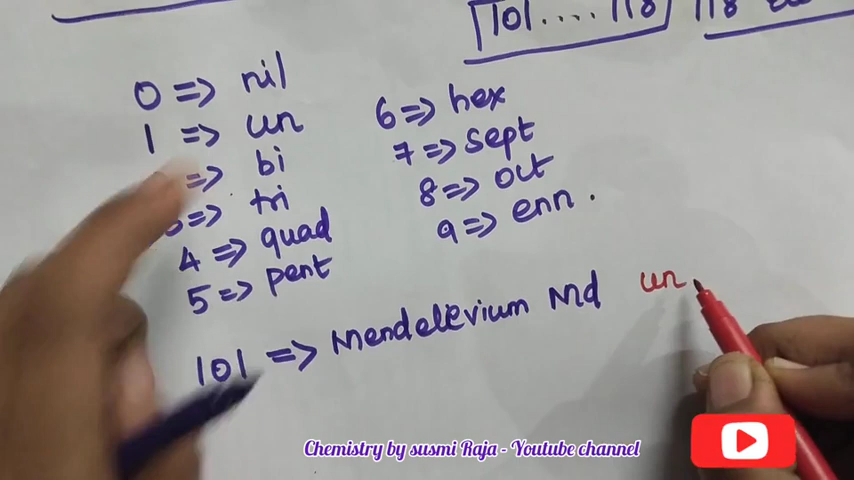 101.... 118 118
0 => nil
1 => un
=> bi
=> tri
4 => quad
5 => pent
6 => hex
7 => sept
8 => oct
9 => enn.
101 => Mendelevium Md un
Chemistry by susmi Raja - Youtube channel